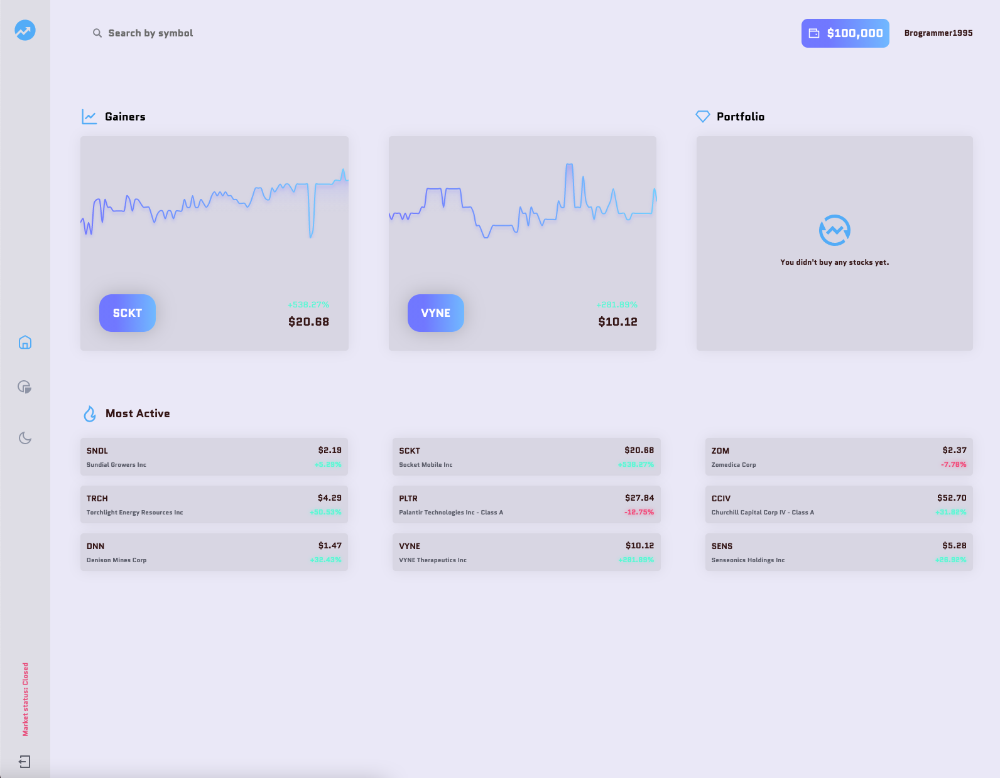 Search by symbol
$100,000
Brogrammer1995
Gainers
Portfolio
SCKT
+538.27%
$20.68
VYNE
+281.89%
$10.12
You didn't buy any stocks yet.
Most Active
SNDL
$2.19
Sundial Growers Inc
+5.29%
SCKT
$20.68
Socket Mobile Inc
+538.27%
ZOM
$2.37
Zomedica Corp
-7.78%
TRCH
$4.29
Torchlight Energy Resources Inc
+50.53%
PLTR
$27.84
Palantir Technologies Inc - Class A
-12.75%
CCIV
$52.70
Churchill Capital Corp IV - Class A
+31.82%
DNN
$1.47
Denison Mines Corp
+32.43%
VYNE
$10.12
VYNE Therapeutics Inc
+281.89%
SENS
$5.28
Senseonics Holdings Inc
Market status: Closed